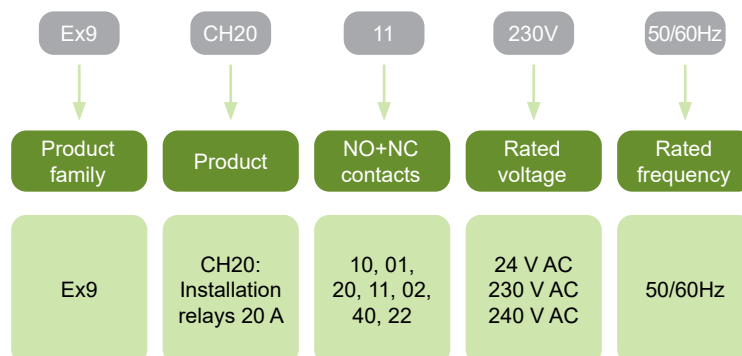 Ex9
CH20
11
230V
50/60Hz
Product
family
Product
NO+NC
contacts
Rated
voltage
Rated
frequency
Ex9
CH20:
Installation
relays 20 A
10, 01,
20, 11, 02,
40, 22
24 V AC
230 V AC
240 V AC
50/60Hz